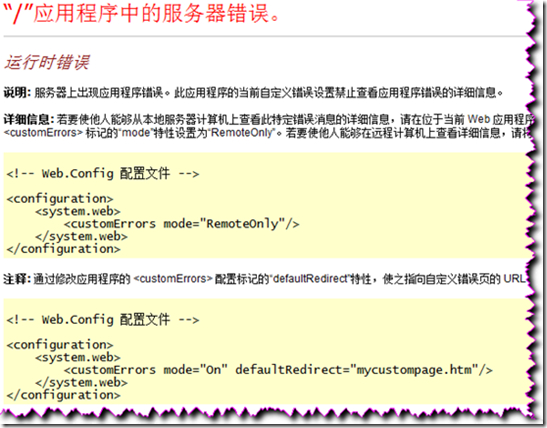 “/”应用程序中的服务器错误。
运行时错误
说明: 服务器上出现应用程序错误。此应用程序的当前自定义错误设置禁止查看应用程序错误的详细信息。
详细信息: 若要使他人能够从本地服务器计算机上查看此特定错误消息的详细信息，请在位于当前 Web 应用程序
<customErrors> 标记的“mode”特性设置为“RemoteOnly”。若要使他人能够在远程计算机上查看详细信息，请
<!-- Web.Config 配置文件 -->
<configuration>
<system.web>
<customErrors mode="RemoteOnly"/>
</system.web>
</configuration>
注释: 通过修改应用程序的 <customErrors> 配置标记的“defaultRedirect”特性，使之指向自定义错误页的 URL
<!-- Web.Config 配置文件 -->
<configuration>
<system.web>
<customErrors mode="On" defaultRedirect="mycustompage.htm"/>
</system.web>
</configuration>